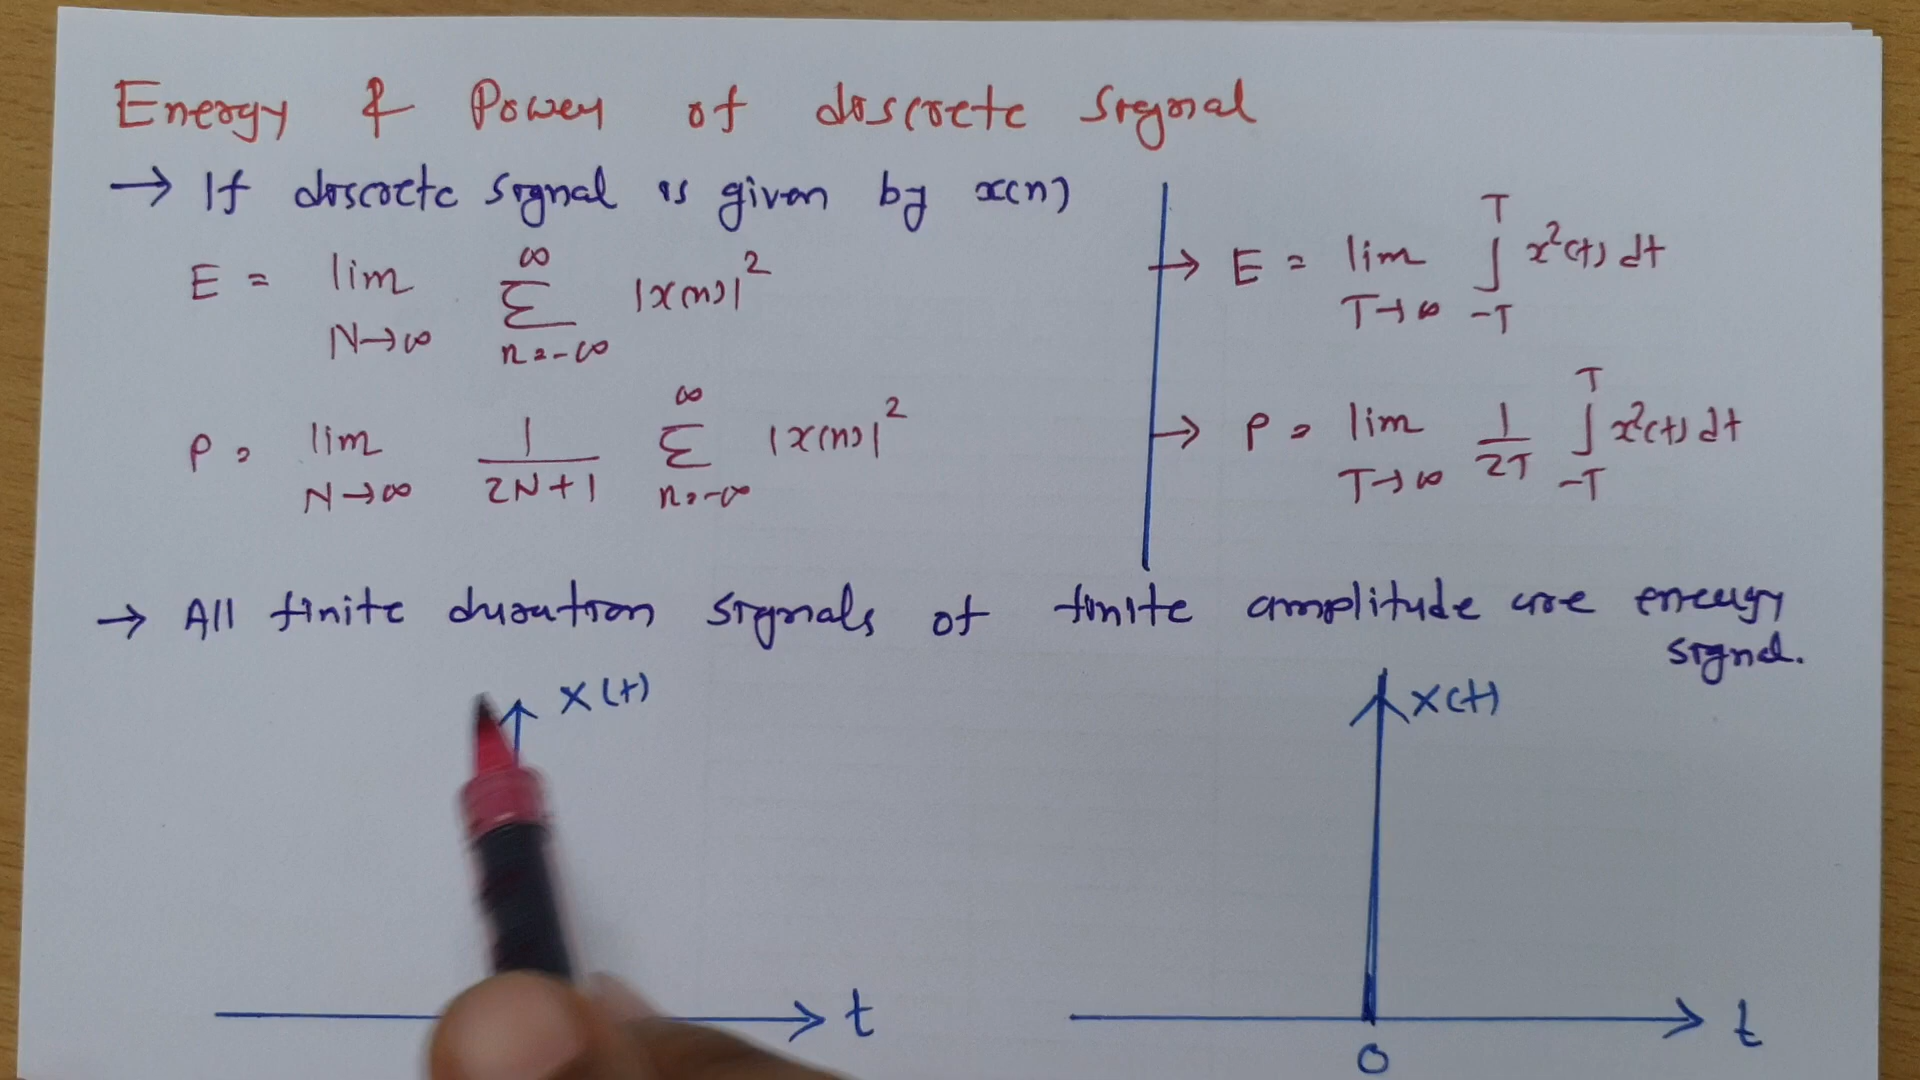 Energy & Power of discrete signal
→ If discrete signal is given by x(n)
E = lim N→∞ ∑ n=-∞ ∞ |x(n)|²
P = lim N→∞ 1/2N+1 ∑ n=-∞ ∞ |x(n)|²
→ E = lim T→∞ ∫ -T T x²(t) dt
→ P = lim T→∞ 1/2T ∫ -T T x²(t) dt
→ All finite duration signals of finite amplitude are energy
signal.
x(t)
t
x(t)
t
0